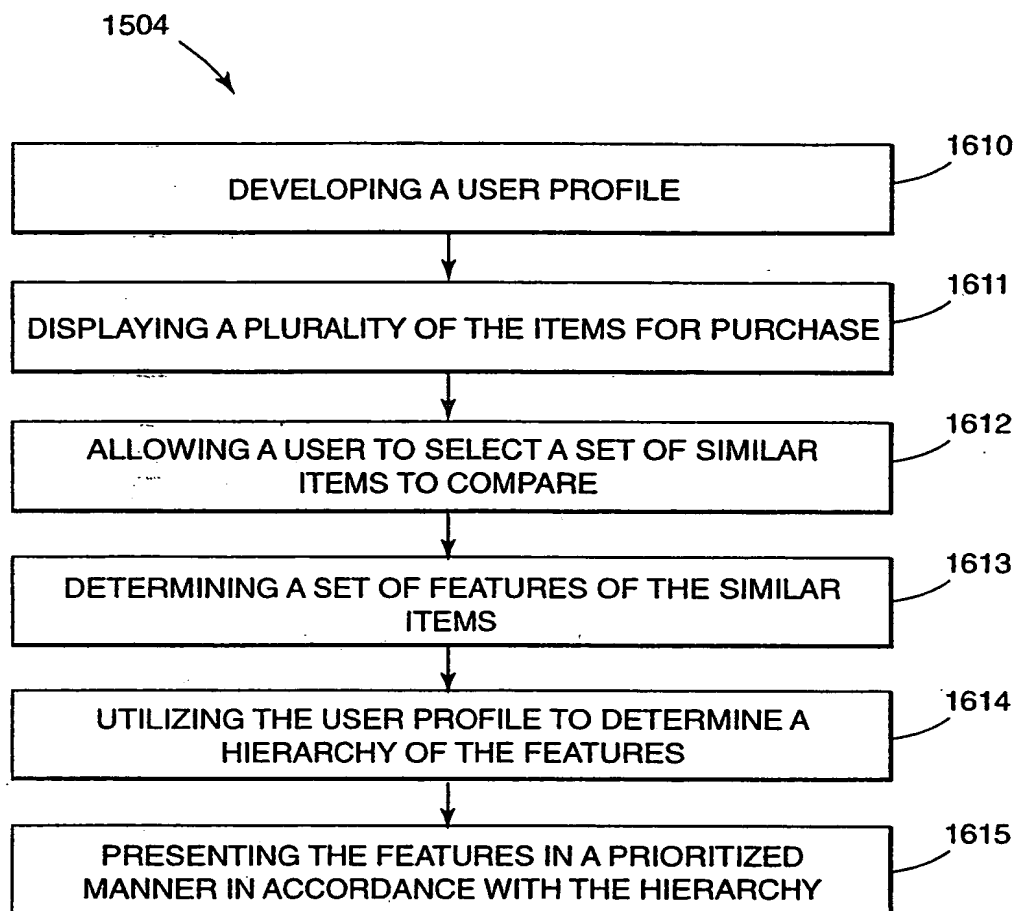 1504
1610
DEVELOPING A USER PROFILE
1611
DISPLAYING A PLURALITY OF THE ITEMS FOR PURCHASE
1612
ALLOWING A USER TO SELECT A SET OF SIMILAR
ITEMS TO COMPARE
1613
DETERMINING A SET OF FEATURES OF THE SIMILAR
ITEMS
1614
UTILIZING THE USER PROFILE TO DETERMINE A
HIERARCHY OF THE FEATURES
1615
PRESENTING THE FEATURES IN A PRIORITIZED
MANNER IN ACCORDANCE WITH THE HIERARCHY